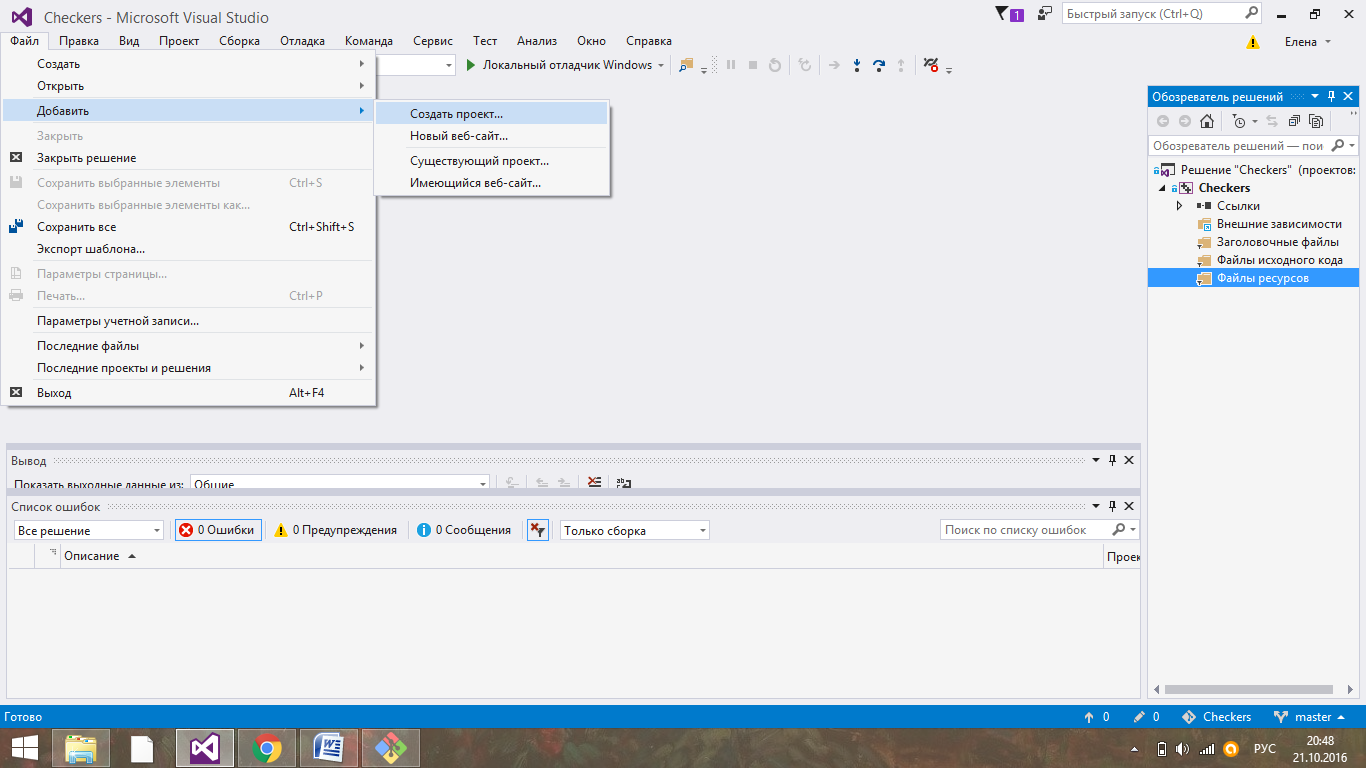 Checkers - Microsoft Visual Studio
1
Быстрый запуск (Ctrl+Q)
Файл Правка Вид Проект Сборка Отладка Команда Сервис Тест Анализ Окно Справка
Елена
Локальный отладчик Windows
Создать
Открыть
Добавить
Закрыть
Закрыть решение
Сохранить выбранные элементы Ctrl+S
Сохранить выбранные элементы как...
Сохранить все Ctrl+Shift+S
Экспорт шаблона...
Параметры страницы...
Печать... Ctrl+P
Параметры учетной записи...
Последние файлы
Последние проекты и решения
Выход Alt+F4
Создать проект...
Новый веб-сайт...
Существующий проект...
Имеющийся веб-сайт...
Обозреватель решений
Обозреватель решений — пои
Решение "Checkers" (проектов:
Checkers
Ссылки
Внешние зависимости
Заголовочные файлы
Файлы исходного кода
Файлы ресурсов
Вывод
Показать выходные данные из: Общие
Список ошибок
Все решение 0 Ошибки 0 Предупреждения 0 Сообщения Только сборка Поиск по списку ошибок
Описание Проек
Готово 0 0 Checkers master
РУС
20:48
21.10.2016